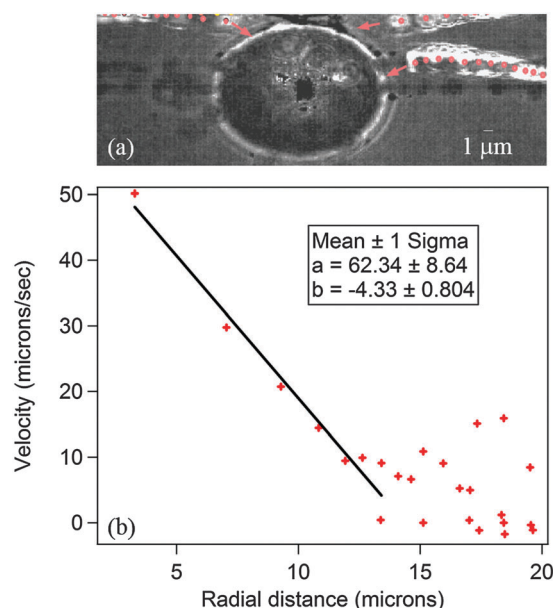 (a)
1 μm
50
40
30
20
10
0
Velocity (microns/sec)
Mean ± 1 Sigma
a = 62.34 ± 8.64
b = -4.33 ± 0.804
(b)
5
10
15
20
Radial distance (microns)